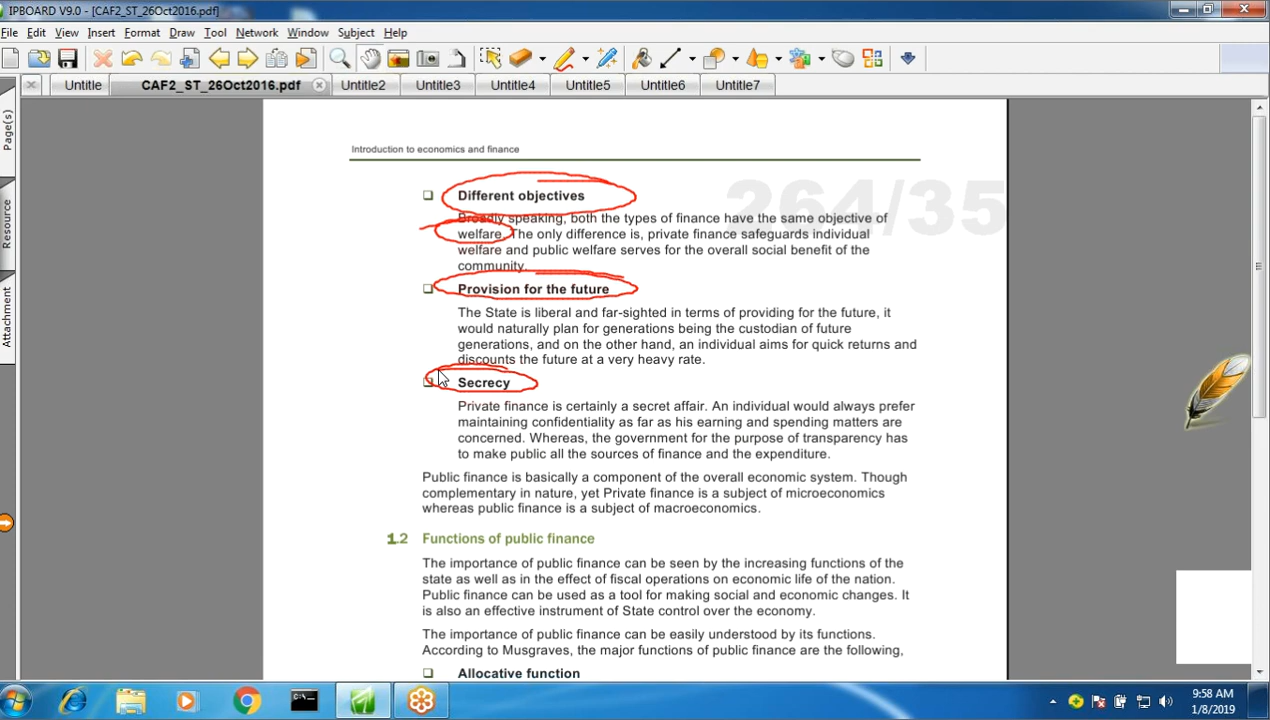 IPBOARD V9.0 - [CAF2_ST_26Oct2016.pdf]
File Edit View Insert Format Draw Tool Network Window Subject Help
Untitle CAF2_ST_26Oct2016.pdf Untitle2 Untitle3 Untitle4 Untitle5 Untitle6 Untitle7
Page(s)
Resource
Attachment
Introduction to economics and finance
264/35
Different objectives
Broadly speaking, both the types of finance have the same objective of
welfare. The only difference is, private finance safeguards individual
welfare and public welfare serves for the overall social benefit of the
community.
Provision for the future
The State is liberal and far-sighted in terms of providing for the future, it
would naturally plan for generations being the custodian of future
generations, and on the other hand, an individual aims for quick returns and
discounts the future at a very heavy rate.
Secrecy
Private finance is certainly a secret affair. An individual would always prefer
maintaining confidentiality as far as his earning and spending matters are
concerned. Whereas, the government for the purpose of transparency has
to make public all the sources of finance and the expenditure.
Public finance is basically a component of the overall economic system. Though
complementary in nature, yet Private finance is a subject of microeconomics
whereas public finance is a subject of macroeconomics.
1.2 Functions of public finance
The importance of public finance can be seen by the increasing functions of the
state as well as in the effect of fiscal operations on economic life of the nation.
Public finance can be used as a tool for making social and economic changes. It
is also an effective instrument of State control over the economy.
The importance of public finance can be easily understood by its functions.
According to Musgraves, the major functions of public finance are the following,
Allocative function
9:58 AM
1/8/2019